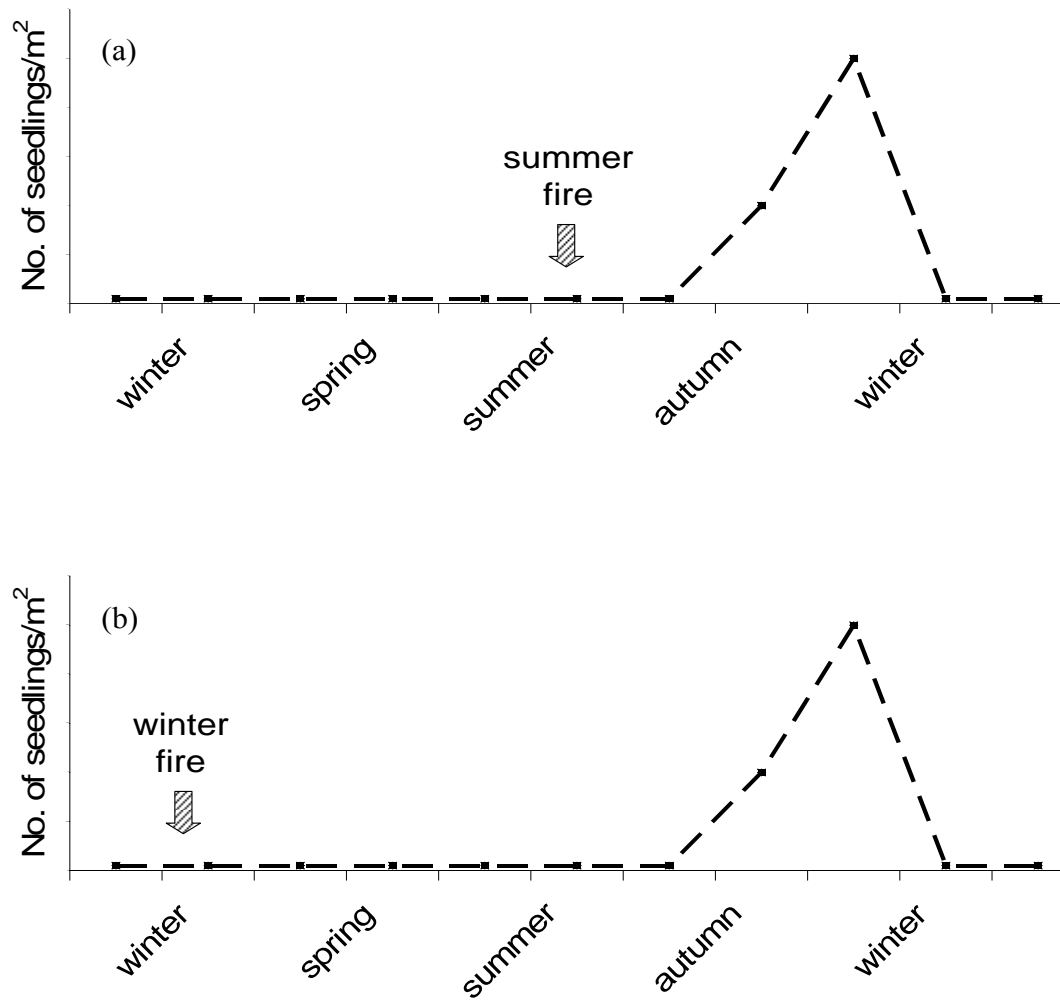 (a)
No. of seedlings/m²
summer
fire
winter
spring
summer
autumn
winter
(b)
No. of seedlings/m²
winter
fire
winter
spring
summer
autumn
winter